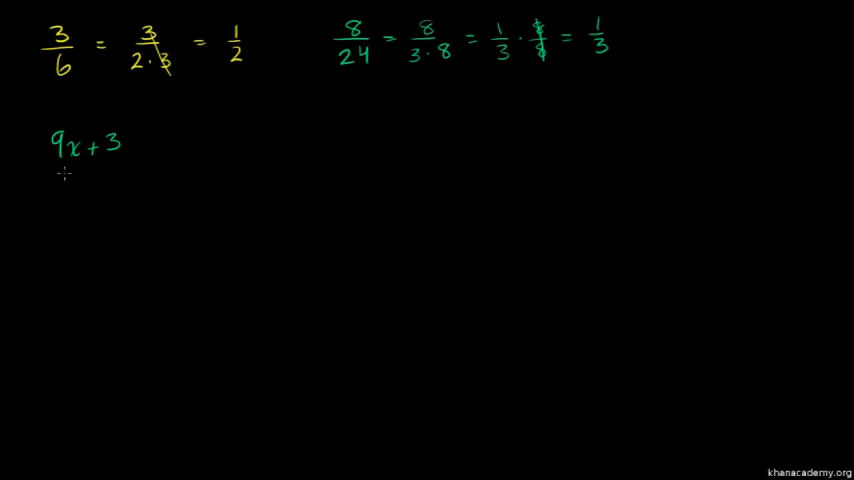 3/6 = 3/2·3 = 1/2 8/24 = 8/3·8 = 1/3 · 8/8 = 1/3
9x + 3
khanacademy.org